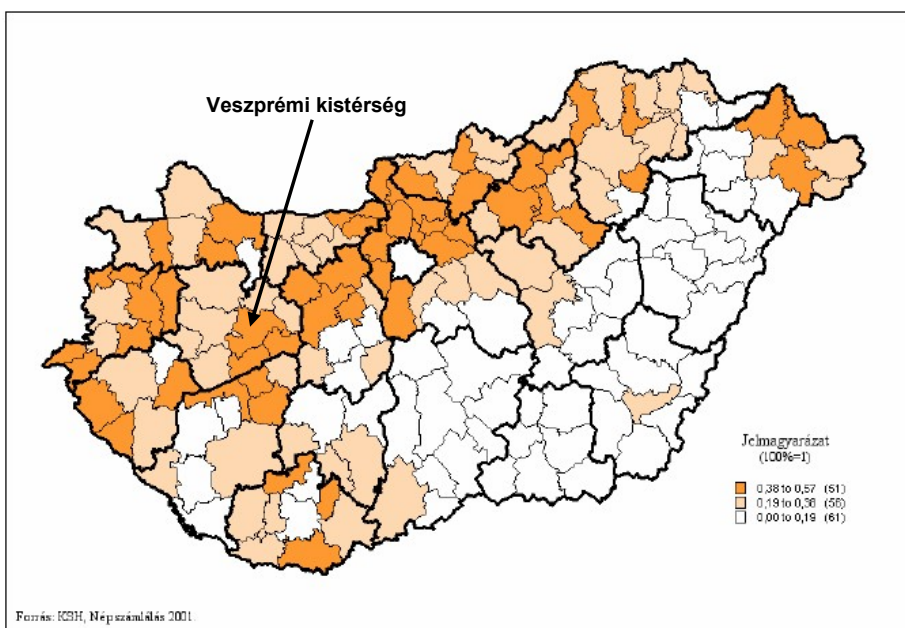 Veszprémi kistérség
Jelmagyarázat
(100%=1)
0,38 to 0,57 (51)
0,19 to 0,38 (56)
0,00 to 0,19 (61)
Forrás: KSH, Népszámlálás 2001.